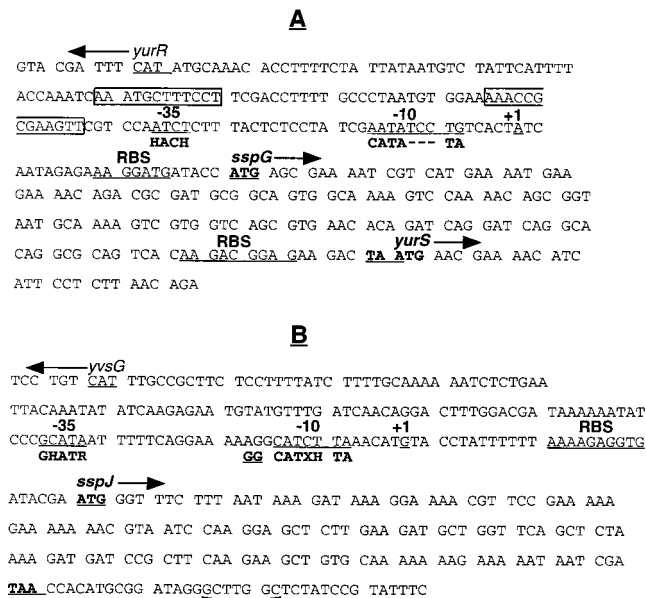 A
yurR
GTA CGA TTT CAT ATGCAAAC ACCTTTTCTA TTATAATGTC TATTCATTTT
ACCAAATCAA ATGCTTTCCT TCGACCTTTT GCCCTAATGT GGAAAAACCG
-35 -10 +1
CGAAGTTCGT CCAATCTCTT TACTCTCCTA TCGAATATCC TGTCACTATC
HACH CATA--- TA
RBS sspG
AATAGAGAAA GGATGATACC ATG AGC GAA AAT CGT CAT GAA AAT GAA
GAA AAC AGA CGC GAT GCG GCA GTG GCA AAA GTC CAA AAC AGC GGT
AAT GCA AAA GTC GTG GTC AGC GTG AAC ACA GAT CAG GAT CAG GCA
RBS yurS
CAG GCG CAG TCA CAA GAC GGA GAA GAC TA ATG AAC GAA AAC ATC
ATT CCT CTT AAC AGA
B
yvsG
TCC TGT CAT TTGCCGCTTC TCCTTTTATC TTTTGCAAAA AATCTCTGAA
TTACAAATAT ATCAAGAGAA TGTATGTTTG ATCAACAGGA CTTTGGACGA TAAAAAATAT
-35 -10 +1 RBS
CCCGCATAAT TTTTCAGGAA AAAGGCATCT TAAACATGTA CCTATTTTTT AAAAGAGGTG
GHATR GG CATXH TA
sspJ
ATACGA ATG GGT TTC TTT AAT AAA GAT AAA GGA AAA CGT TCC GAA AAA
GAA AAA AAC GTA ATC CAA GGA GCT CTT GAA GAT GCT GGT TCA GCT CTA
AAA GAT GAT CCG CTT CAA GAA GCT GTG CAA AAA AAG AAA AAT AAT CGA
TAA CCACATGCGG ATAGGGCTTGG GCTCTATCCG TATTTC